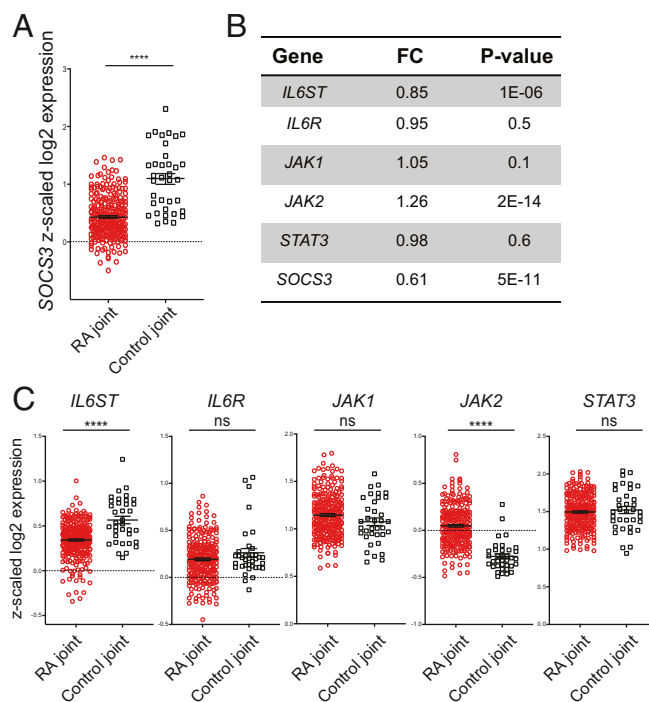 A
****
SOCS3 z-scaled log2 expression
3
2
1
0
RA joint
Control joint
B
Gene FC P-value
IL6ST 0.85 1E-06
IL6R 0.95 0.5
JAK1 1.05 0.1
JAK2 1.26 2E-14
STAT3 0.98 0.6
SOCS3 0.61 5E-11
C
z-scaled log2 expression
IL6ST
****
1.5
1.0
0.5
0.0
-0.5
RA joint
Control joint
IL6R
ns
1.5
1.0
0.5
0.0
-0.5
RA joint
Control joint
JAK1
ns
2.0
1.5
1.0
0.5
0.0
RA joint
Control joint
JAK2
****
1.0
0.5
0.0
-0.5
-1.0
RA joint
Control joint
STAT3
ns
2.5
2.0
1.5
1.0
0.5
0.0
RA joint
Control joint